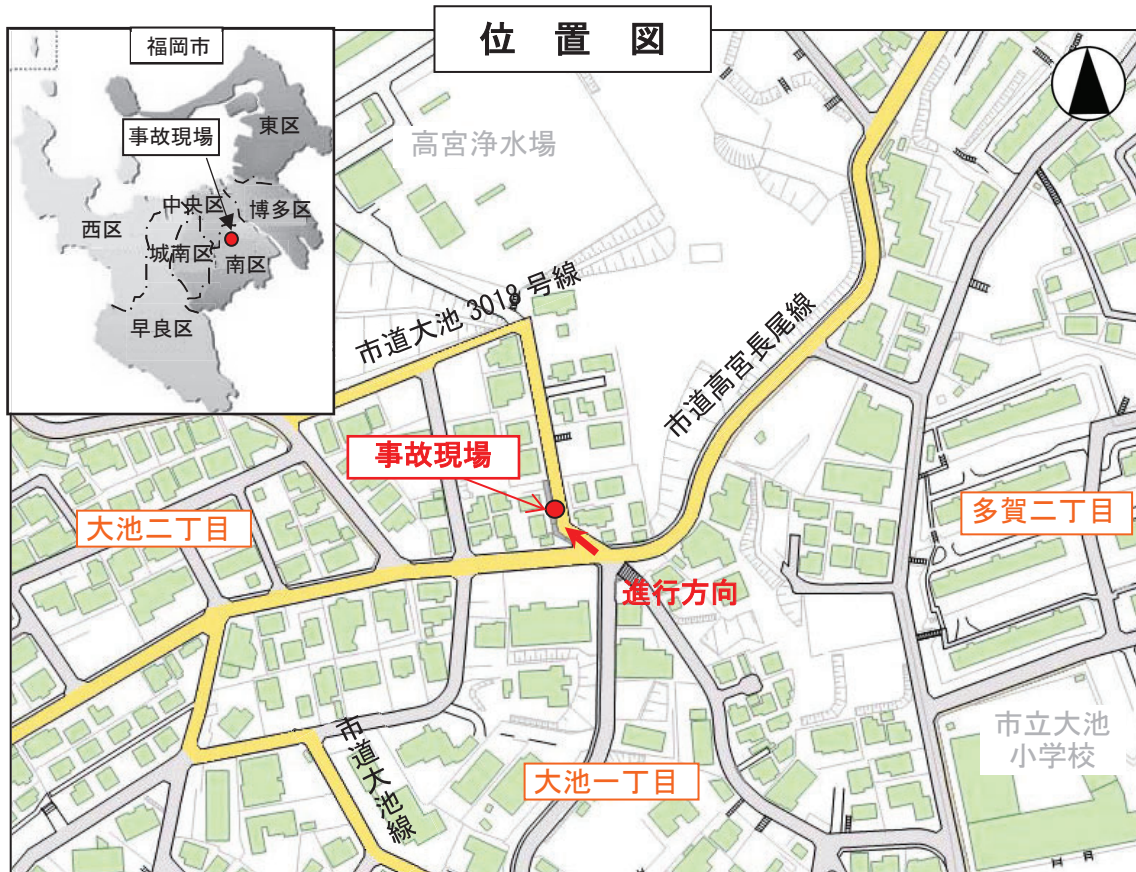 位置図
福岡市
事故現場
東区
中央区
博多区
西区
城南区
南区
早良区
高宮浄水場
市道大池 3018 号線
市道高宮長尾線
事故現場
大池二丁目
多賀二丁目
進行方向
市道大池線
大池一丁目
市立大池
小学校